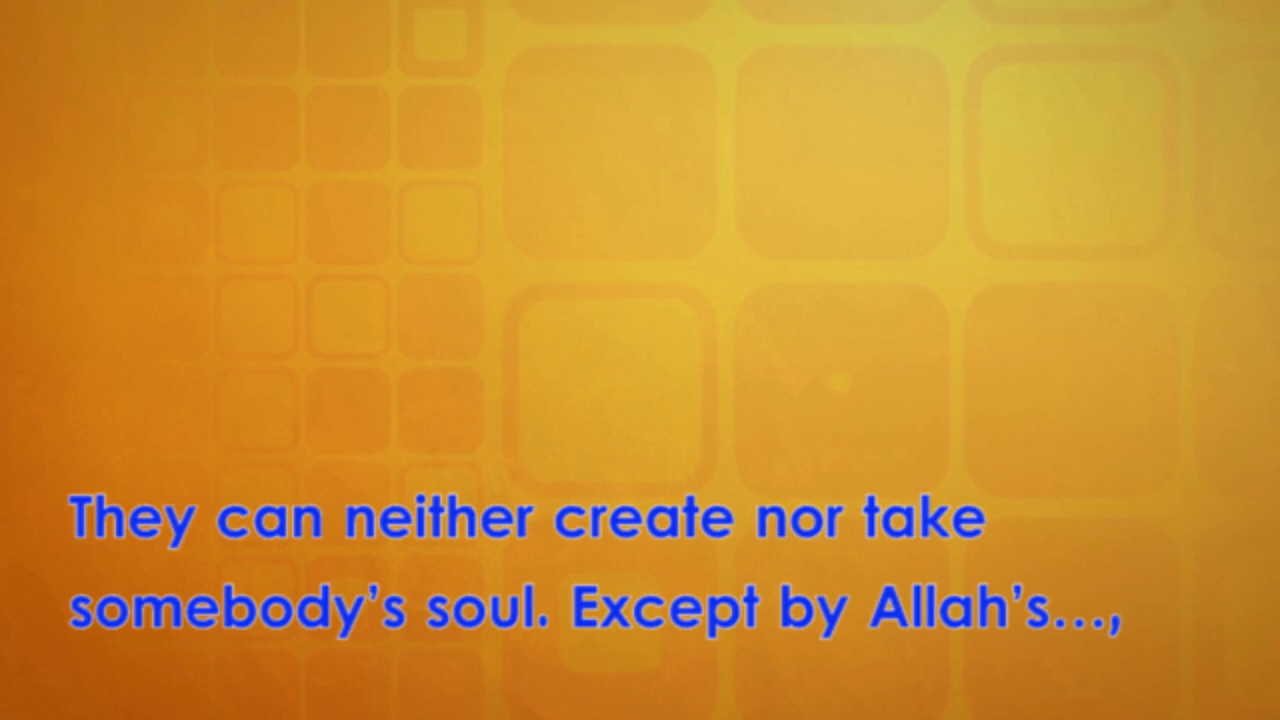 They can neither create nor take
somebody’s soul. Except by Allah’s...,